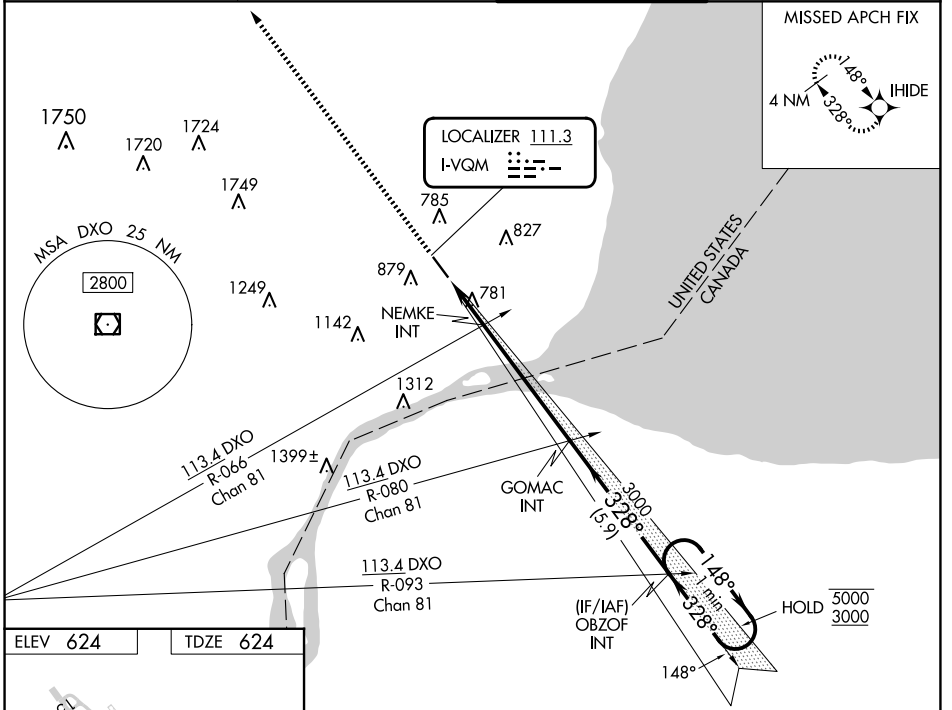 MISSED APCH FIX
148°
IHIDE
4 NM
328°
1750
1720
1724
1749
LOCALIZER 111.3
I-VQM
785
827
MSA DXO 25 NM
2800
1249
879
781
1142
NEMKE
INT
UNITED STATES
CANADA
1312
1399±
113.4 DXO
R-066
Chan 81
113.4 DXO
R-080
Chan 81
GOMAC
INT
3000
328°
(5.9)
113.4 DXO
R-093
Chan 81
(IF/IAF)
OBZOF
INT
148°
1 min
328°
HOLD 5000
3000
148°
ELEV 624
TDZE 624